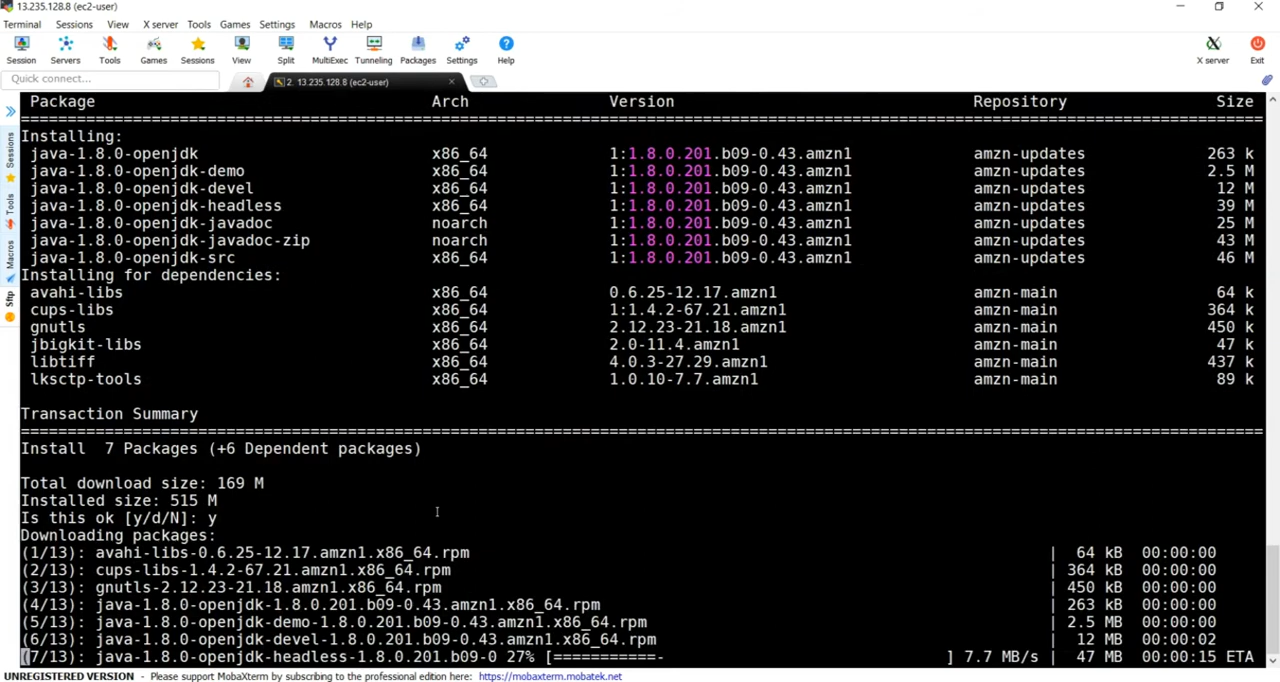 13.235.128.8 (ec2-user)
Terminal Sessions View X server Tools Games Settings Macros Help
Session Servers Tools Games Sessions View Split MultiExec Tunneling Packages Settings Help X server Exit
Quick connect...
2. 13.235.128.8 (ec2-user)
Sessions
Tools
Macros
Sftp
Package Arch Version Repository Size
================================================================================
Installing:
java-1.8.0-openjdk x86_64 1:1.8.0.201.b09-0.43.amzn1 amzn-updates 263 k
java-1.8.0-openjdk-demo x86_64 1:1.8.0.201.b09-0.43.amzn1 amzn-updates 2.5 M
java-1.8.0-openjdk-devel x86_64 1:1.8.0.201.b09-0.43.amzn1 amzn-updates 12 M
java-1.8.0-openjdk-headless x86_64 1:1.8.0.201.b09-0.43.amzn1 amzn-updates 39 M
java-1.8.0-openjdk-javadoc noarch 1:1.8.0.201.b09-0.43.amzn1 amzn-updates 25 M
java-1.8.0-openjdk-javadoc-zip noarch 1:1.8.0.201.b09-0.43.amzn1 amzn-updates 43 M
java-1.8.0-openjdk-src x86_64 1:1.8.0.201.b09-0.43.amzn1 amzn-updates 46 M
Installing for dependencies:
avahi-libs x86_64 0.6.25-12.17.amzn1 amzn-main 64 k
cups-libs x86_64 1:1.4.2-67.21.amzn1 amzn-main 364 k
gnutls x86_64 2.12.23-21.18.amzn1 amzn-main 450 k
jbigkit-libs x86_64 2.0-11.4.amzn1 amzn-main 47 k
libtiff x86_64 4.0.3-27.29.amzn1 amzn-main 437 k
lksctp-tools x86_64 1.0.10-7.7.amzn1 amzn-main 89 k
Transaction Summary
================================================================================
Install 7 Packages (+6 Dependent packages)
Total download size: 169 M
Installed size: 515 M
Is this ok [y/d/N]: y
Downloading packages:
(1/13): avahi-libs-0.6.25-12.17.amzn1.x86_64.rpm | 64 kB 00:00:00
(2/13): cups-libs-1.4.2-67.21.amzn1.x86_64.rpm | 364 kB 00:00:00
(3/13): gnutls-2.12.23-21.18.amzn1.x86_64.rpm | 450 kB 00:00:00
(4/13): java-1.8.0-openjdk-1.8.0.201.b09-0.43.amzn1.x86_64.rpm | 263 kB 00:00:00
(5/13): java-1.8.0-openjdk-demo-1.8.0.201.b09-0.43.amzn1.x86_64.rpm | 2.5 MB 00:00:00
(6/13): java-1.8.0-openjdk-devel-1.8.0.201.b09-0.43.amzn1.x86_64.rpm | 12 MB 00:00:02
(7/13): java-1.8.0-openjdk-headless-1.8.0.201.b09-0 27% [===========- ] 7.7 MB/s | 47 MB 00:00:15 ETA
UNREGISTERED VERSION - Please support MobaXterm by subscribing to the professional edition here: https://mobaxterm.mobatek.net